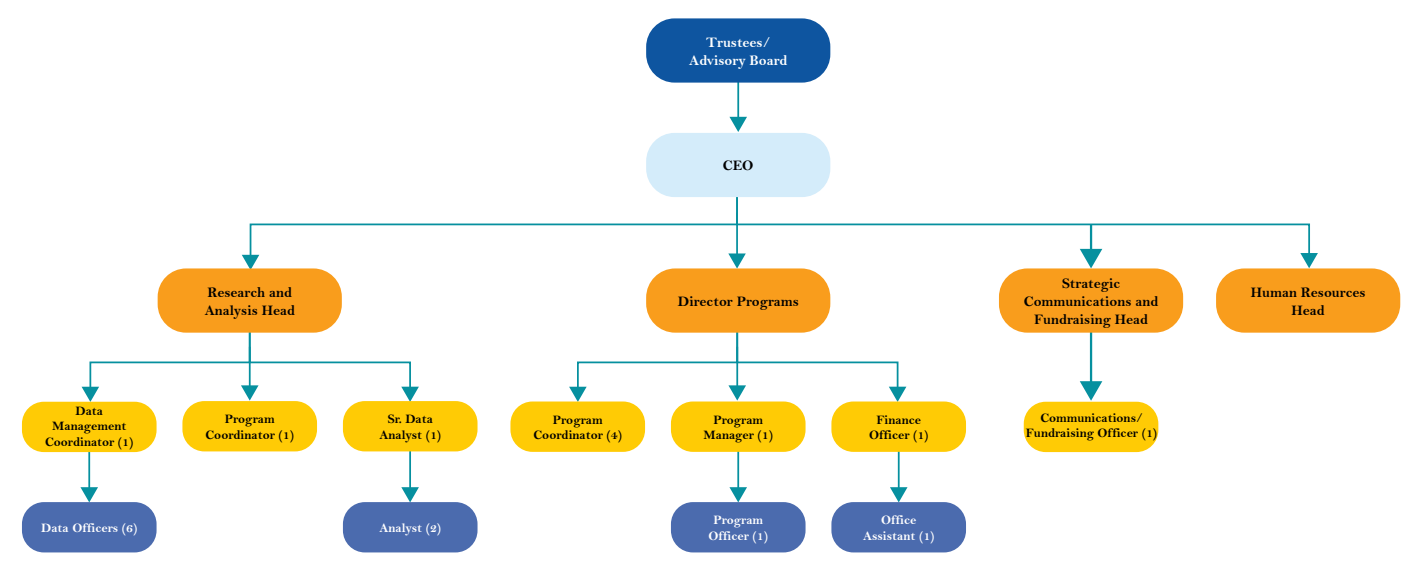 Trustees/
Advisory Board
CEO
Research and
Analysis Head
Director Programs
Strategic
Communications and
Fundraising Head
Human Resources
Head
Data
Management
Coordinator (1)
Program
Coordinator (1)
Sr. Data
Analyst (1)
Program
Coordinator (4)
Program
Manager (1)
Finance
Officer (1)
Communications/
Fundraising Officer (1)
Data Officers (6)
Analyst (2)
Program
Officer (1)
Office
Assistant (1)